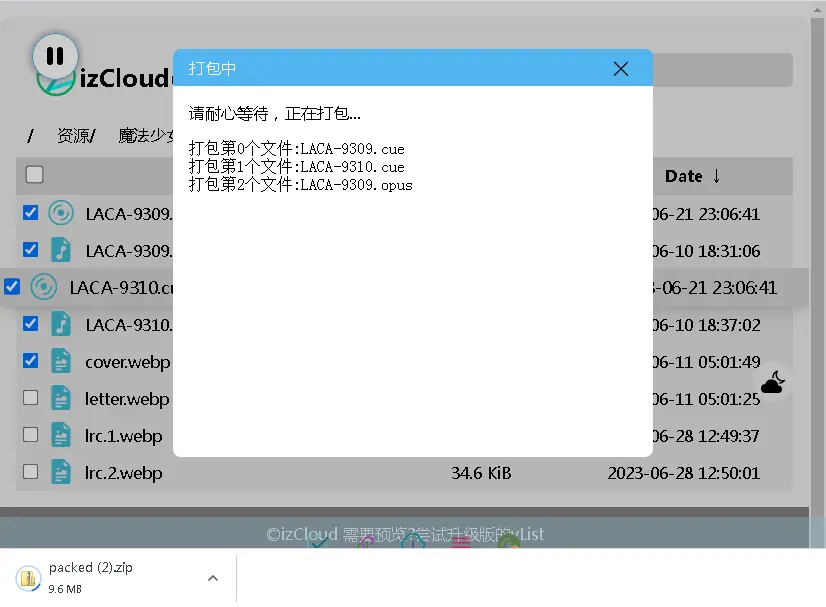 izCloud
打包中
请耐心等待，正在打包...
打包第0个文件:LACA-9309.cue
打包第1个文件:LACA-9310.cue
打包第2个文件:LACA-9309.opus
/ 资源/ 魔法少女
Date ↓
LACA-9309. 06-21 23:06:41
LACA-9309. 06-10 18:31:06
LACA-9310.cu -06-21 23:06:41
LACA-9310. 06-10 18:37:02
cover.webp 06-11 05:01:49
letter.webp 06-11 05:01:25
lrc.1.webp 06-28 12:49:37
lrc.2.webp 34.6 KiB 2023-06-28 12:50:01
©izCloud 需要预览?尝试升级版的vList
packed (2).zip
9.6 MB